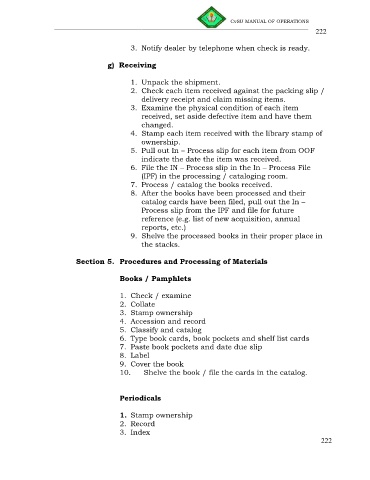 CvSU MANUAL OF OPERATIONS
222
3. Notify dealer by telephone when check is ready.
g) Receiving
1. Unpack the shipment.
2. Check each item received against the packing slip /
delivery receipt and claim missing items.
3. Examine the physical condition of each item
received, set aside defective item and have them
changed.
4. Stamp each item received with the library stamp of
ownership.
5. Pull out In – Process slip for each item from OOF
indicate the date the item was received.
6. File the IN – Process slip in the In – Process File
(IPF) in the processing / cataloging room.
7. Process / catalog the books received.
8. After the books have been processed and their
catalog cards have been filed, pull out the In –
Process slip from the IPF and file for future
reference (e.g. list of new acquisition, annual
reports, etc.)
9. Shelve the processed books in their proper place in
the stacks.
Section 5. Procedures and Processing of Materials
Books / Pamphlets
1. Check / examine
2. Collate
3. Stamp ownership
4. Accession and record
5. Classify and catalog
6. Type book cards, book pockets and shelf list cards
7. Paste book pockets and date due slip
8. Label
9. Cover the book
10. Shelve the book / file the cards in the catalog.
Periodicals
1. Stamp ownership
2. Record
3. Index
222